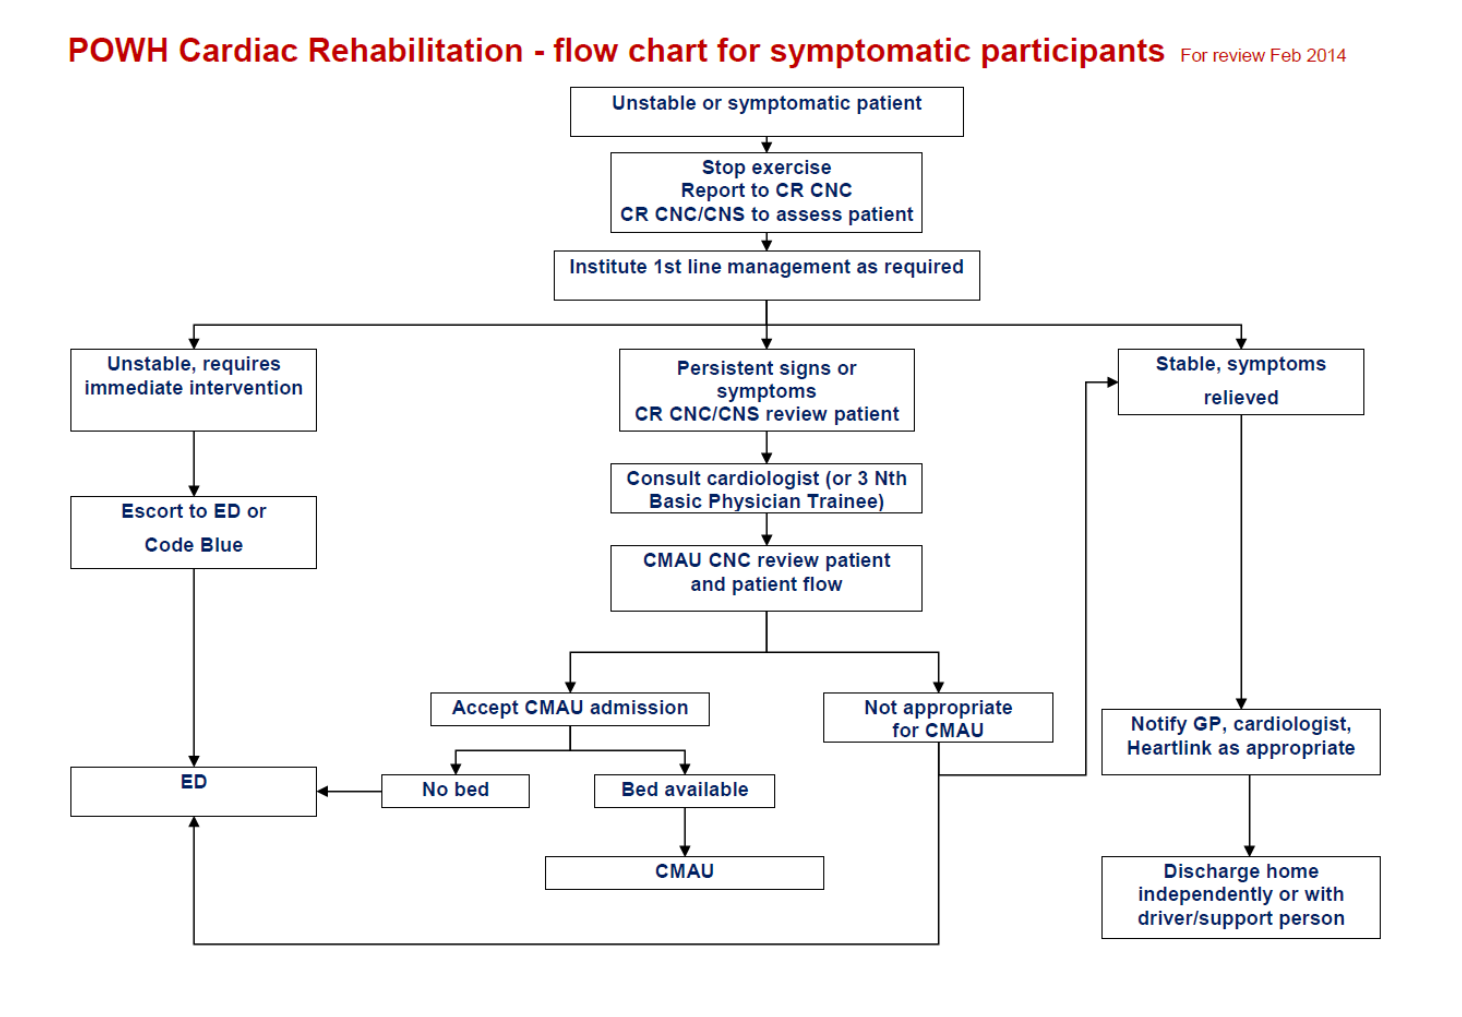 POWH Cardiac Rehabilitation - flow chart for symptomatic participants For review Feb 2014
Unstable or symptomatic patient
Stop exercise
Report to CR CNC
CR CNC/CNS to assess patient
Institute 1st line management as required
Unstable, requires
immediate intervention
Persistent signs or
symptoms
CR CNC/CNS review patient
Stable, symptoms
relieved
Escort to ED or
Code Blue
Consult cardiologist (or 3 Nth
Basic Physician Trainee)
CMAU CNC review patient
and patient flow
Accept CMAU admission
Not appropriate
for CMAU
Notify GP, cardiologist,
Heartlink as appropriate
ED
No bed
Bed available
CMAU
Discharge home
independently or with
driver/support person